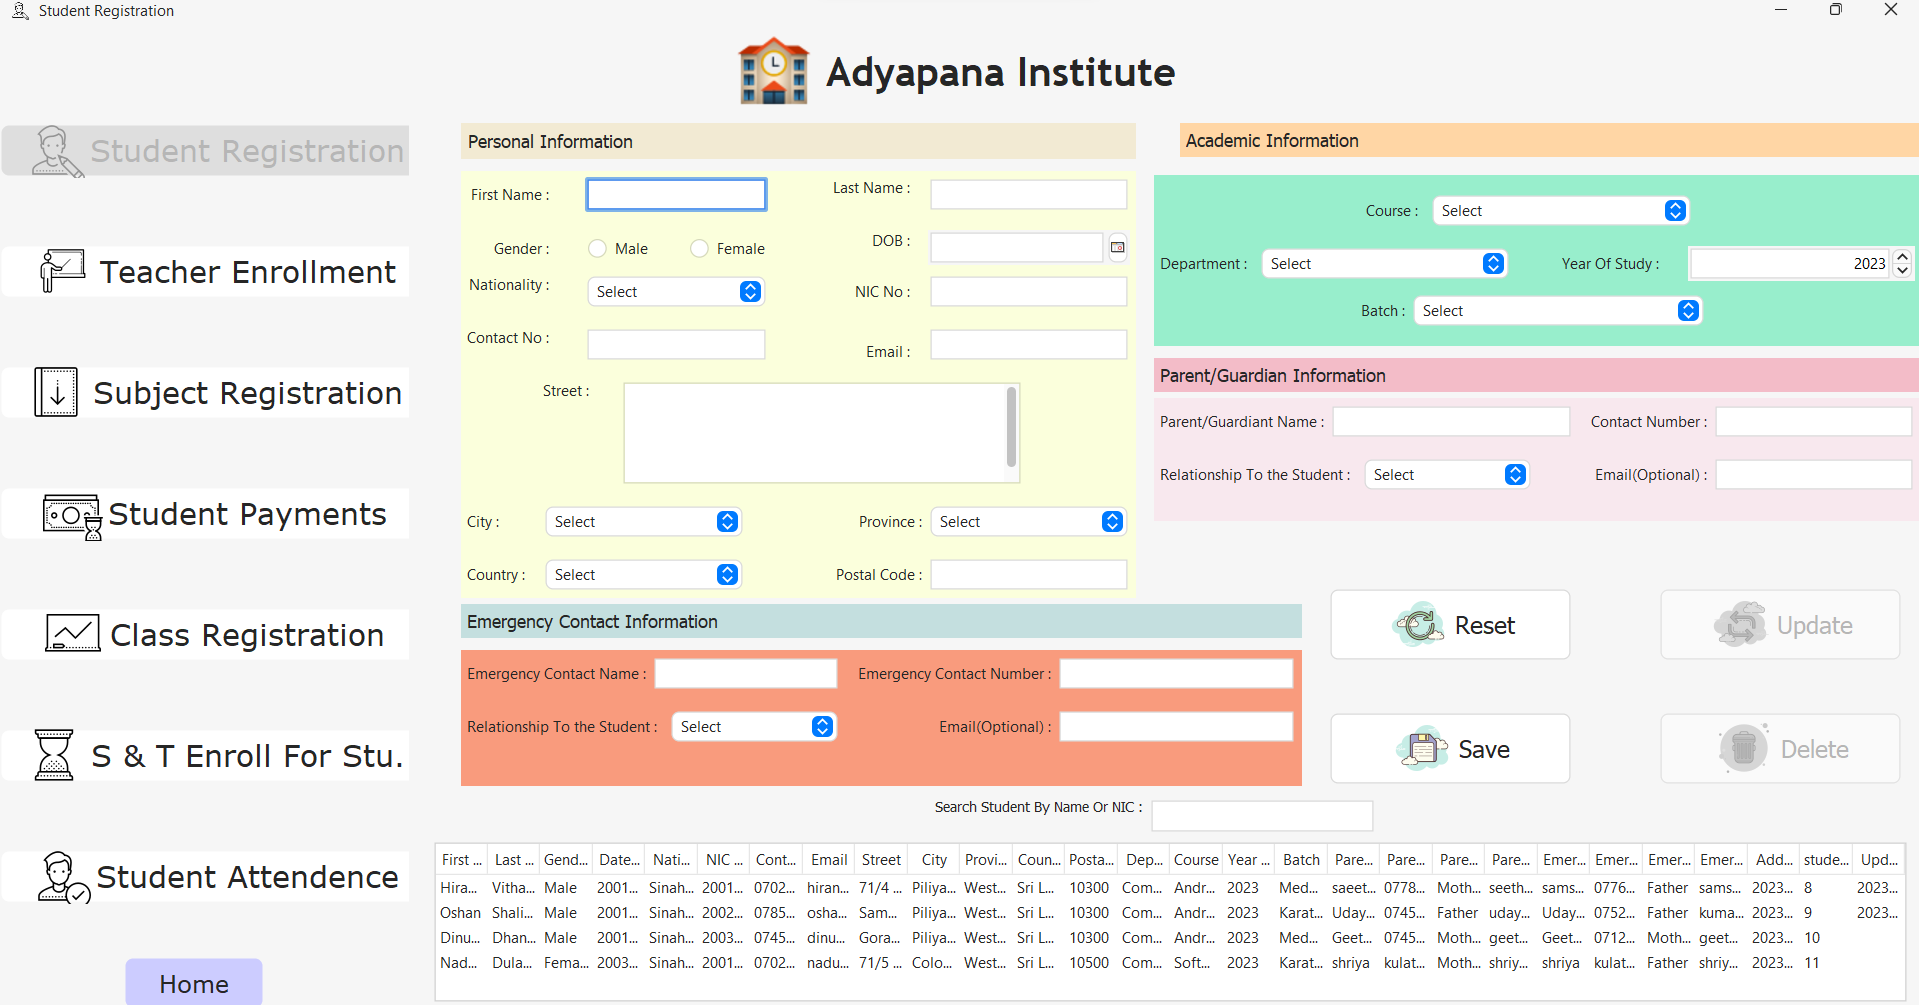 Student Registration
Adyapana Institute
Student Registration
Teacher Enrollment
Subject Registration
Student Payments
Class Registration
S & T Enroll For Stu.
Student Attendence
Home
Personal Information
First Name :
Last Name :
Gender : Male Female
DOB :
Nationality : Select
NIC No :
Contact No :
Email :
Street :
City : Select
Province : Select
Country : Select
Postal Code :
Academic Information
Course : Select
Department : Select
Year Of Study : 2023
Batch : Select
Parent/Guardian Information
Parent/Guardiant Name :
Contact Number :
Relationship To the Student : Select
Email(Optional) :
Emergency Contact Information
Emergency Contact Name :
Emergency Contact Number :
Relationship To the Student : Select
Email(Optional) :
Reset
Update
Save
Delete
Search Student By Name Or NIC :
First ... Last ... Gend... Date... Nati... NIC ... Cont... Email Street City Provi... Coun... Posta... Dep... Course Year ... Batch Pare... Pare... Pare... Pare... Emer... Emer... Emer... Emer... Add... stude... Upd...
Hira... Vitha... Male 2001... Sinah... 2001... 0702... hiran... 71/4 ... Piliya... West... Sri L... 10300 Com... Andr... 2023 Med... saeet... 0778... Moth... seeth... sams... 0776... Father sams... 2023... 8 2023...
Oshan Shali... Male 2001... Sinah... 2002... 0785... osha... Sam... Piliya... West... Sri L... 10300 Com... Andr... 2023 Karat... Uday... 0745... Father uday... Uday... 0752... Father kuma... 2023... 9 2023...
Dinu... Dhan... Male 2001... Sinah... 2003... 0745... dinu... Gora... Piliya... West... Sri L... 10300 Com... Andr... 2023 Med... Geet... 0745... Moth... geet... Geet... 0712... Moth... geet... 2023... 10
Nad... Dula... Fema... 2003... Sinah... 2001... 0702... nadu... 71/5 ... Colo... West... Sri L... 10500 Com... Soft... 2023 Karat... shriya kulat... Moth... shriy... shriya kulat... Father shriy... 2023... 11